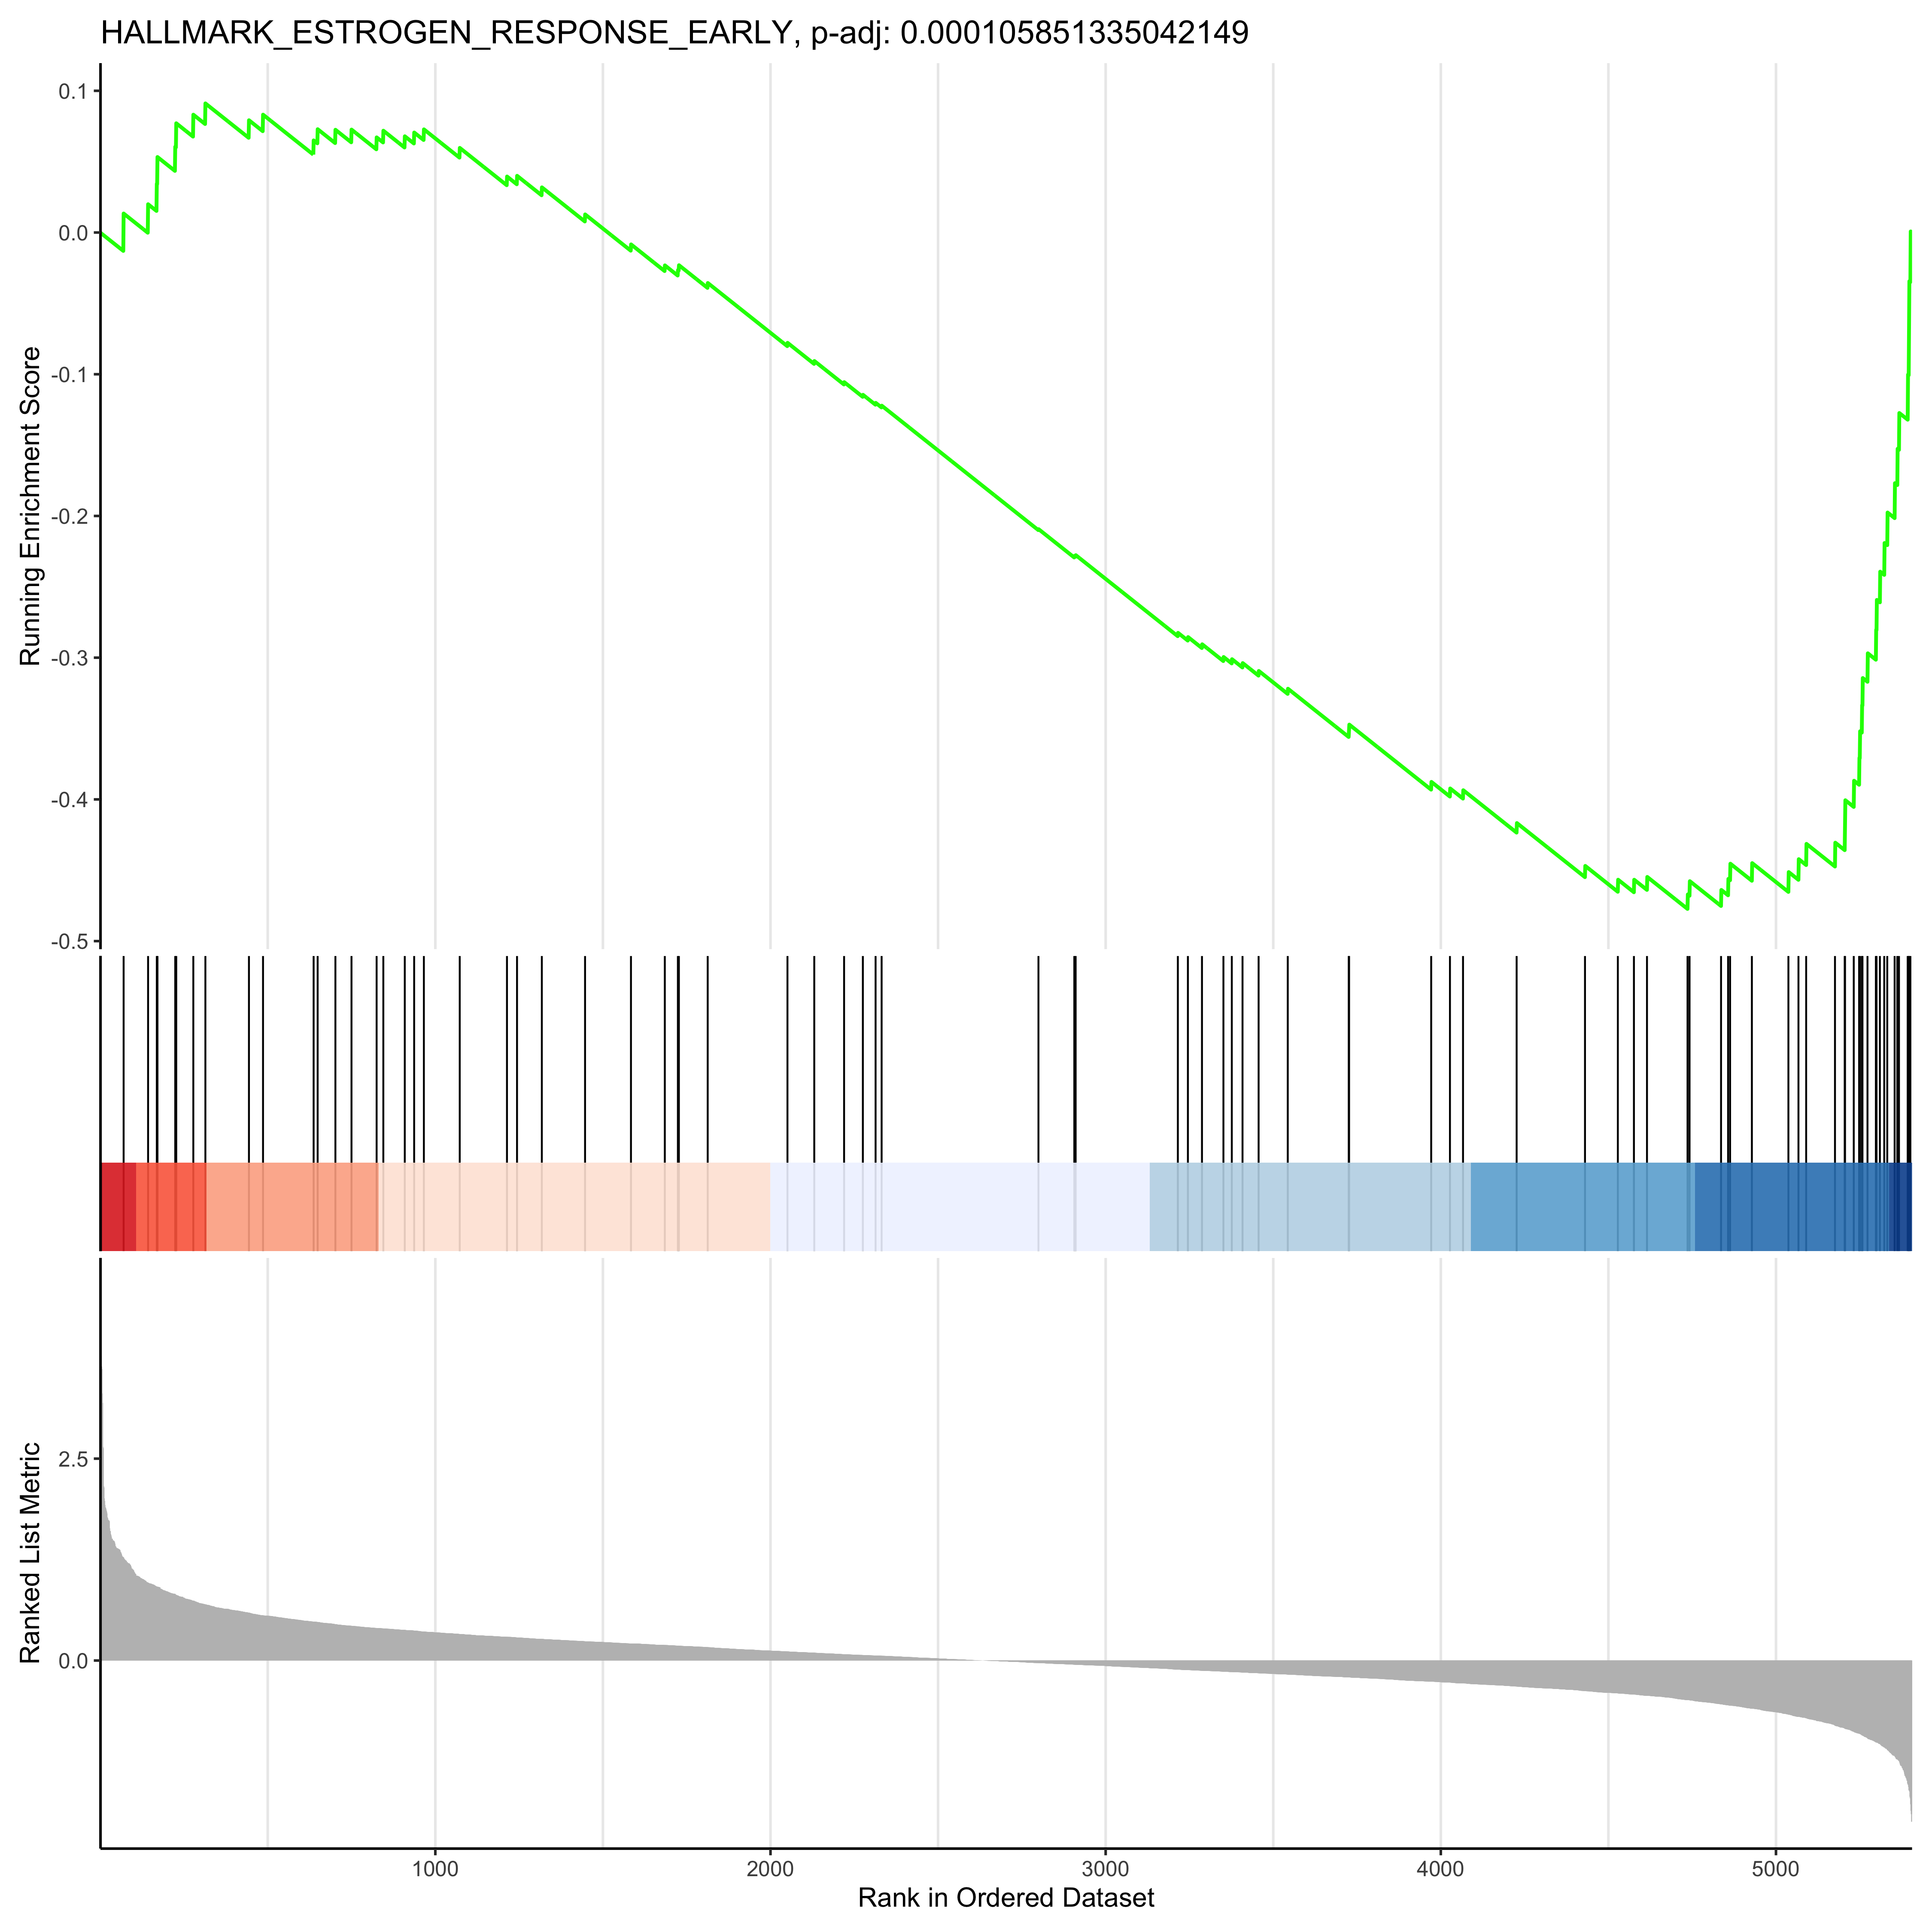 HALLMARK_ESTROGEN_RESPONSE_EARLY, p-adj: 0.000105851335042149
0.1
0.0
-0.1
-0.2
-0.3
-0.4
-0.5
Running Enrichment Score
2.5
0.0
Ranked List Metric
1000 2000 3000 4000 5000
Rank in Ordered Dataset